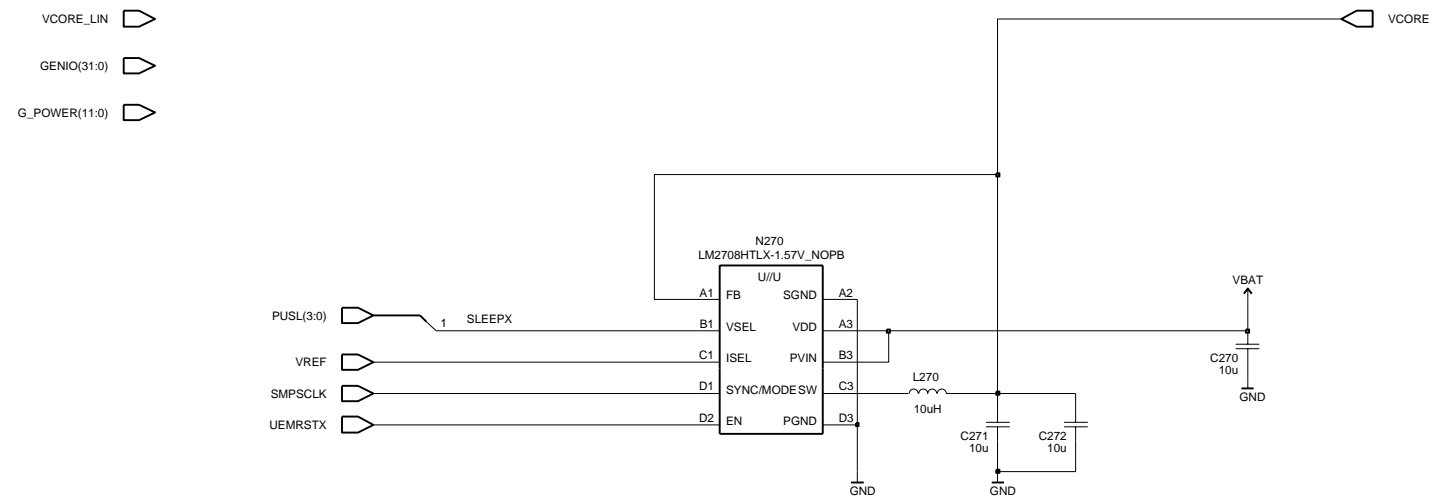 VCORE_LIN
VCORE
GENIO(31:0)
G_POWER(11:0)
N270
LM2708HTLX-1.57V_NOPB
U//U
VBAT
A1 FB SGND A2
PUSL(3:0) 1 SLEEPX B1 VSEL VDD A3
VREF C1 ISEL PVIN B3
C270
10u
SMPSCLK D1 SYNC/MODE SW C3 L270
10uH
GND
UEMRSTX D2 EN PGND D3
C271
10u
C272
10u
GND
GND